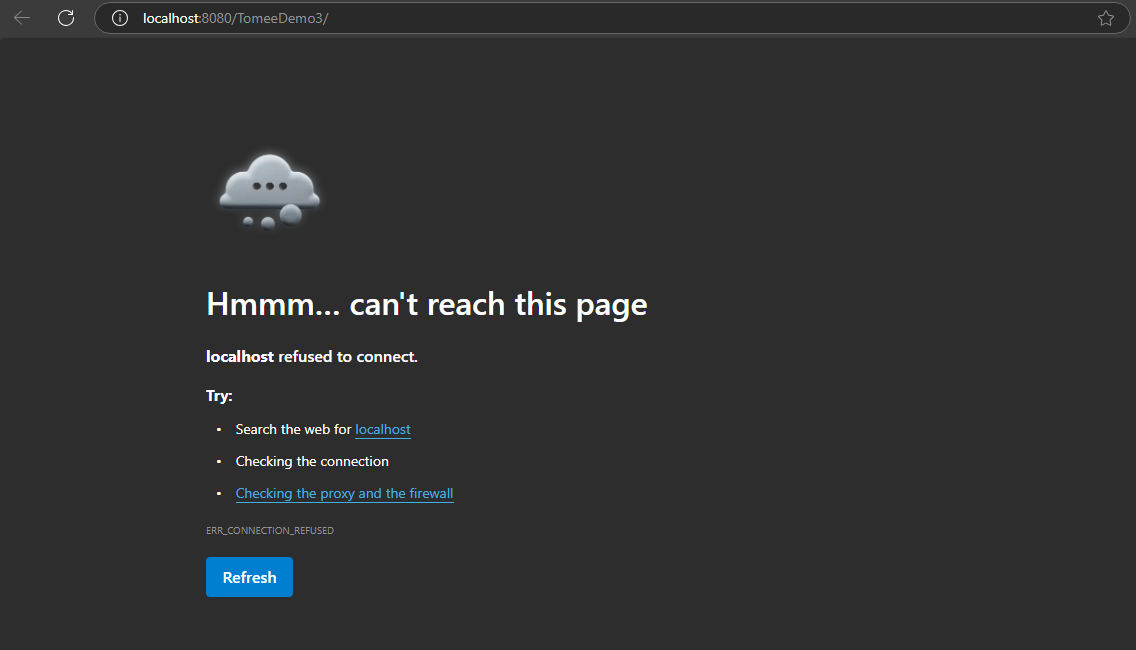 localhost:8080/TomeeDemo3/
Hmmm... can't reach this page
localhost refused to connect.
Try:
• Search the web for localhost
• Checking the connection
• Checking the proxy and the firewall
ERR_CONNECTION_REFUSED
Refresh